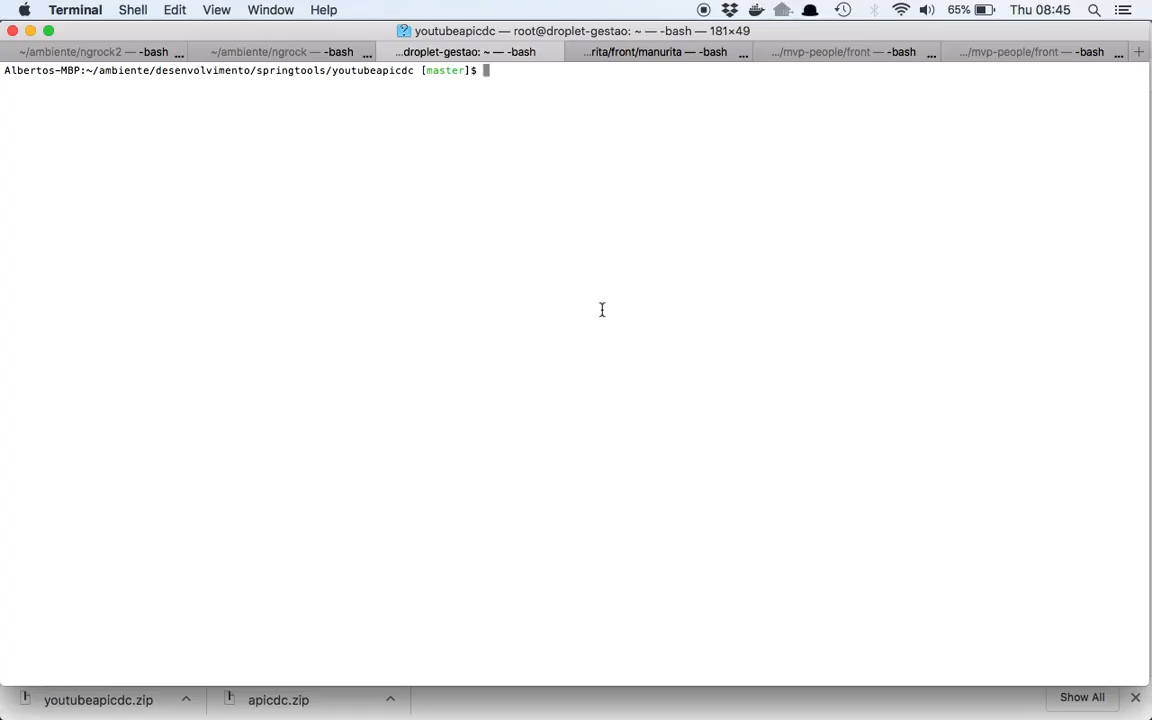 Terminal Shell Edit View Window Help 65% Thu 08:45
youtubeapicdc — root@droplet-gestao: ~ — -bash — 181×49
~/ambiente/ngrock2 — -bash ... ~/ambiente/ngrock — -bash ... ...droplet-gestao: ~ — -bash ...rita/front/manurita — -bash ... .../mvp-people/front — -bash ... .../mvp-people/front — -bash ... +
Albertos-MBP:~/ambiente/desenvolvimento/springtools/youtubeapicdc [master]$
youtubeapicdc.zip apicdc.zip Show All